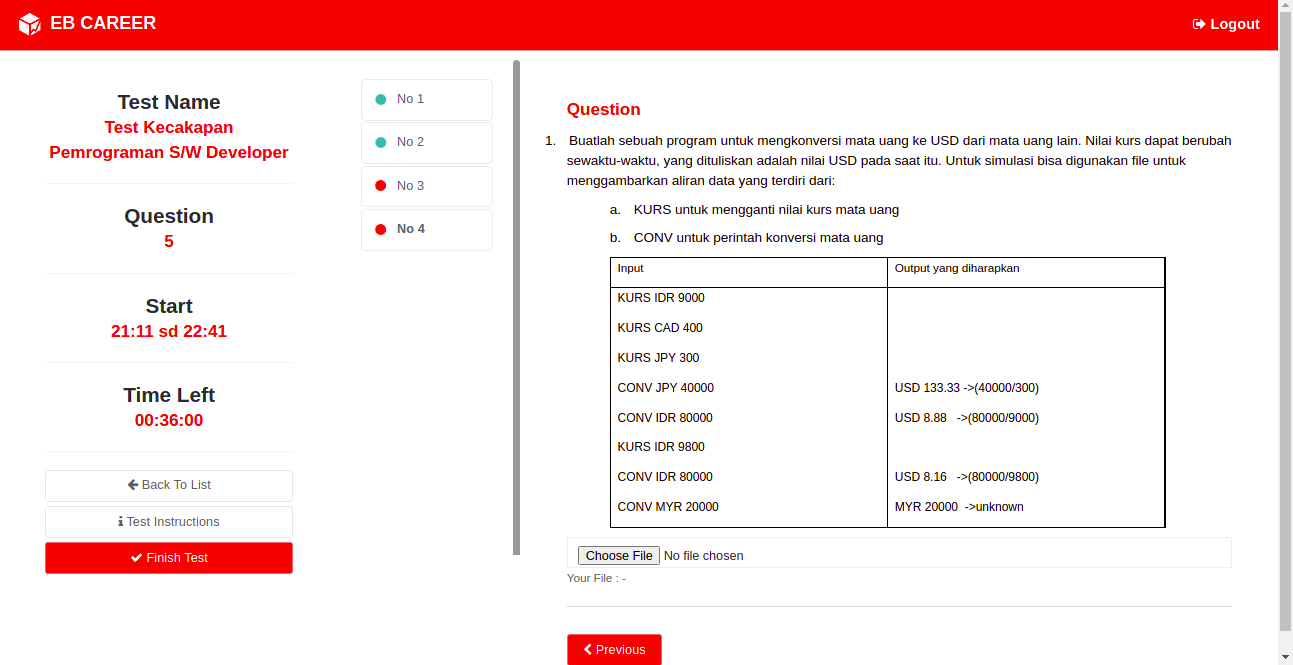 EB CAREER
Logout
Test Name
Test Kecakapan
Pemrograman S/W Developer
Question
5
Start
21:11 sd 22:41
Time Left
00:36:00
Back To List
Test Instructions
Finish Test
No 1
No 2
No 3
No 4
Question
1. Buatlah sebuah program untuk mengkonversi mata uang ke USD dari mata uang lain. Nilai kurs dapat berubah
sewaktu-waktu, yang dituliskan adalah nilai USD pada saat itu. Untuk simulasi bisa digunakan file untuk
menggambarkan aliran data yang terdiri dari:
a. KURS untuk mengganti nilai kurs mata uang
b. CONV untuk perintah konversi mata uang
Input Output yang diharapkan
KURS IDR 9000
KURS CAD 400
KURS JPY 300
CONV JPY 40000 USD 133.33 ->(40000/300)
CONV IDR 80000 USD 8.88 ->(80000/9000)
KURS IDR 9800
CONV IDR 80000 USD 8.16 ->(80000/9800)
CONV MYR 20000 MYR 20000 ->unknown
Choose File No file chosen
Your File : -
Previous